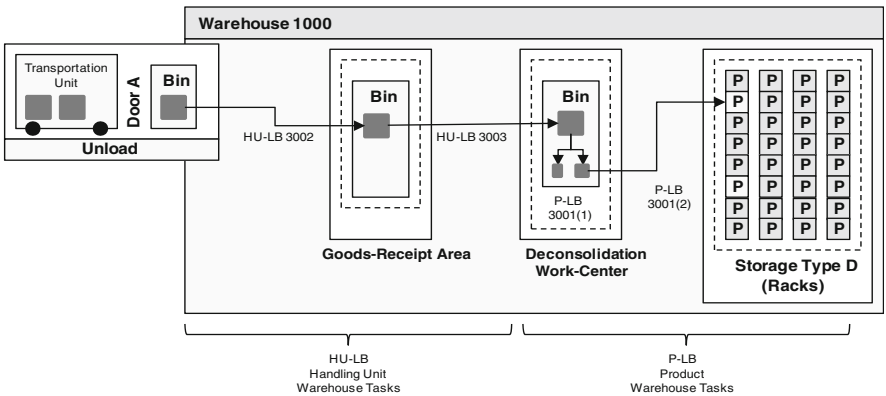 Warehouse 1000
Transportation
Unit
Door A
Bin
Unload
HU-LB 3002
Bin
HU-LB 3003
Bin
P-LB
3001(1)
P-LB
3001(2)
P P P P
P P P P
P P P P
P P P P
P P P P
P P P P
P P P P
P P P P
Goods-Receipt Area
Deconsolidation
Work-Center
Storage Type D
(Racks)
HU-LB
Handling Unit
Warehouse Tasks
P-LB
Product
Warehouse Tasks